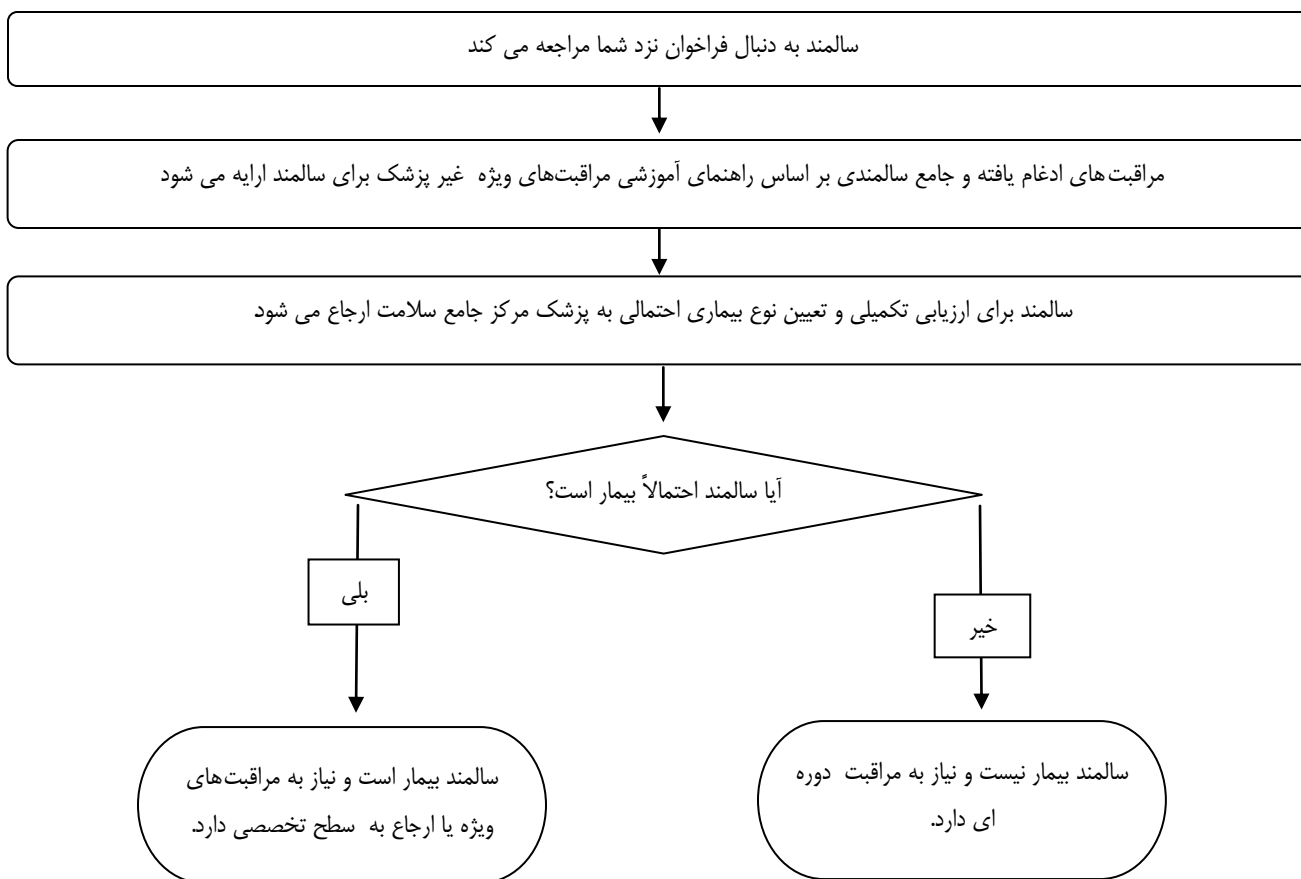 سالمند به دنبال فراخوان نزد شما مراجعه می کند
مراقبت‌های ادغام یافته و جامع سالمندی بر اساس راهنمای آموزشی مراقبت‌های ویژه غیر پزشک برای سالمند ارایه می شود
سالمند برای ارزیابی تکمیلی و تعیین نوع بیماری احتمالی به پزشک مرکز جامع سلامت ارجاع می شود.
آیا سالمند احتمالاً بیمار است؟
بلی
خیر
سالمند بیمار نیست و نیاز به مراقبت دوره
ای دارد.
سالمند بیمار است و نیاز به مراقبت‌های
ویژه یا ارجاع به سطح تخصصی دارد.